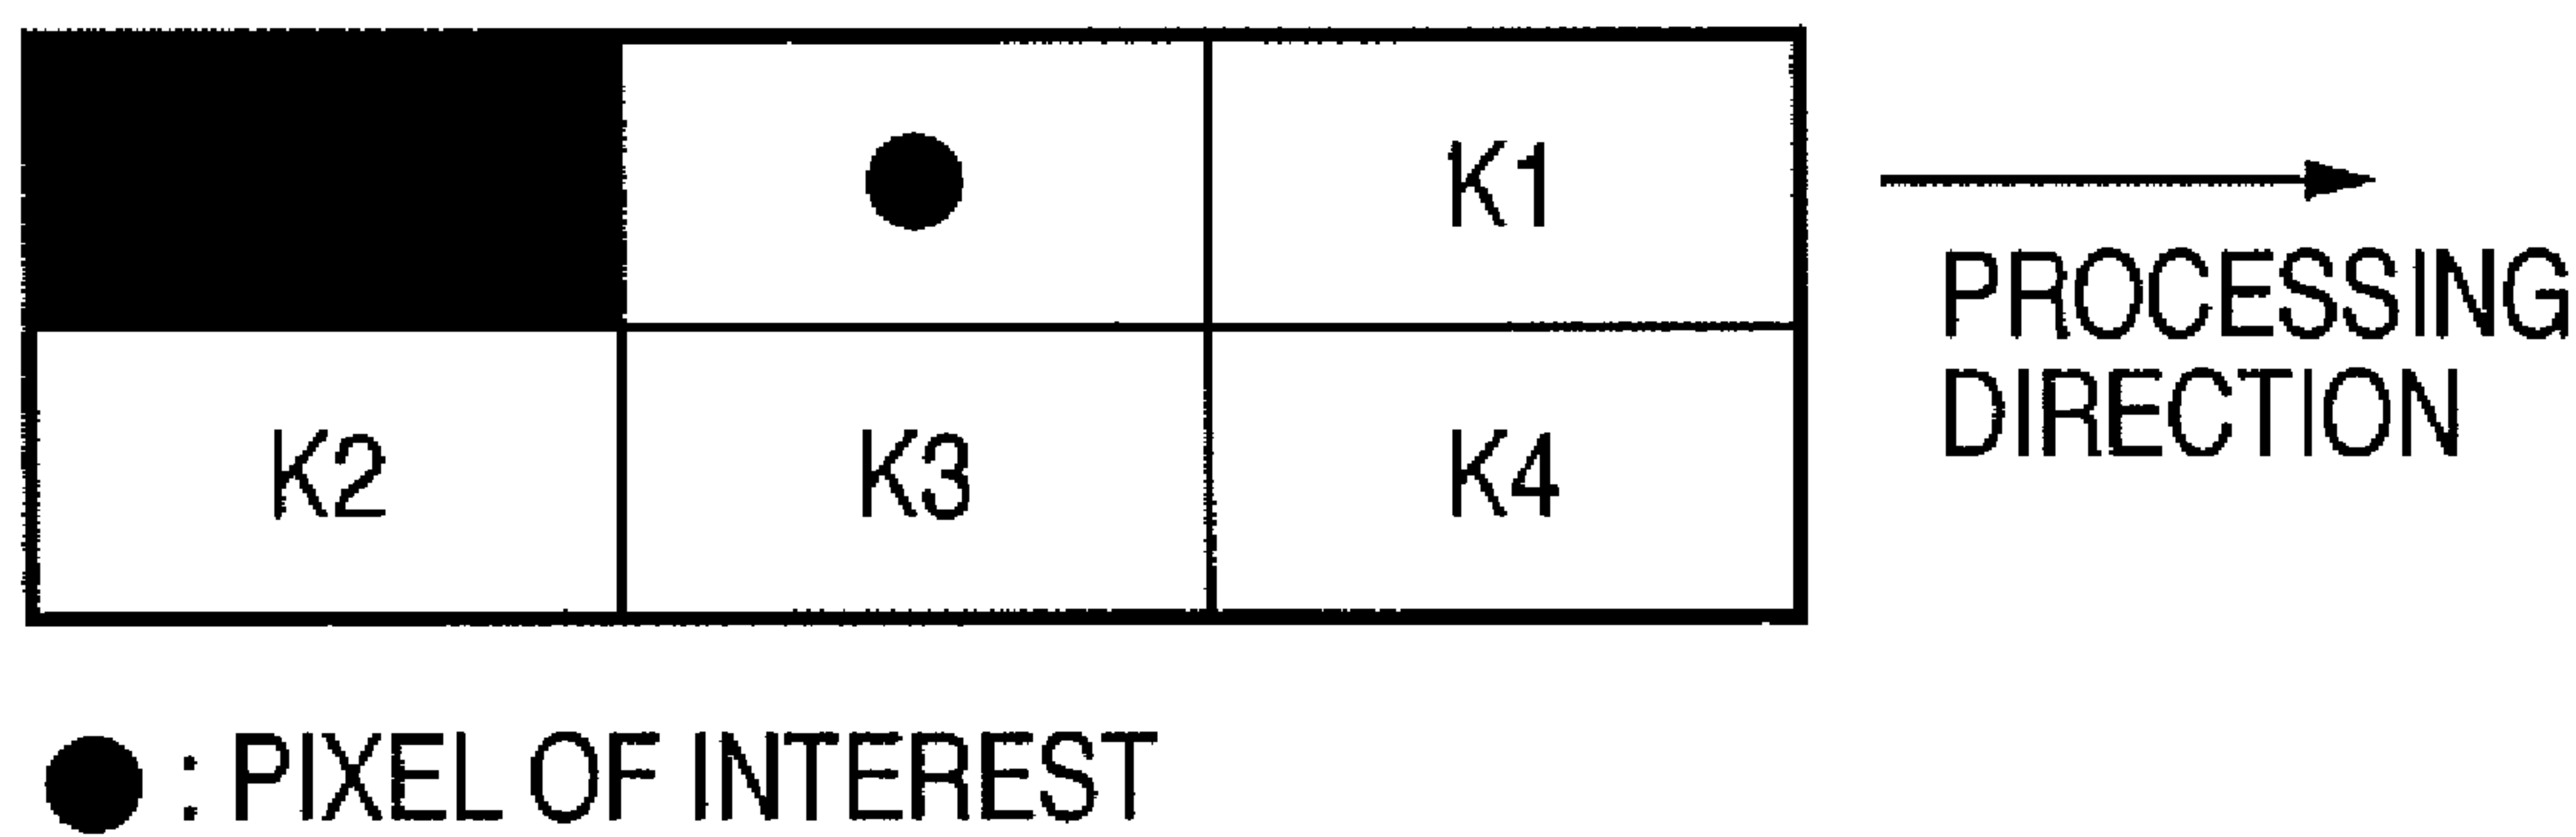 K1
PROCESSING
DIRECTION
K2 K3 K4
: PIXEL OF INTEREST